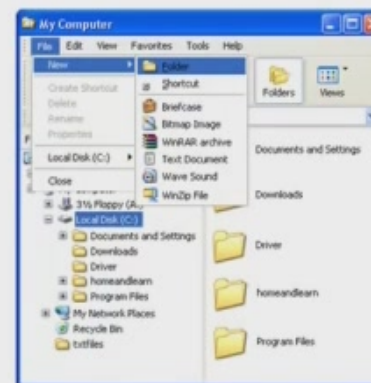 My Computer
File Edit View Favorites Tools Help
New
Folder
Shortcut
Briefcase
Bitmap Image
WinRAR archive
Text Document
Wave Sound
WinZip File
Create Shortcut
Delete
Rename
Properties
Local Disk (C:)
Close
Folders Views
3½ Floppy (A:)
Local Disk (C:)
Documents and Settings
Downloads
Driver
homeandlearn
Program Files
My Network Places
Recycle Bin
txtfiles
Documents and Settings
Downloads
Driver
homeandlearn
Program Files